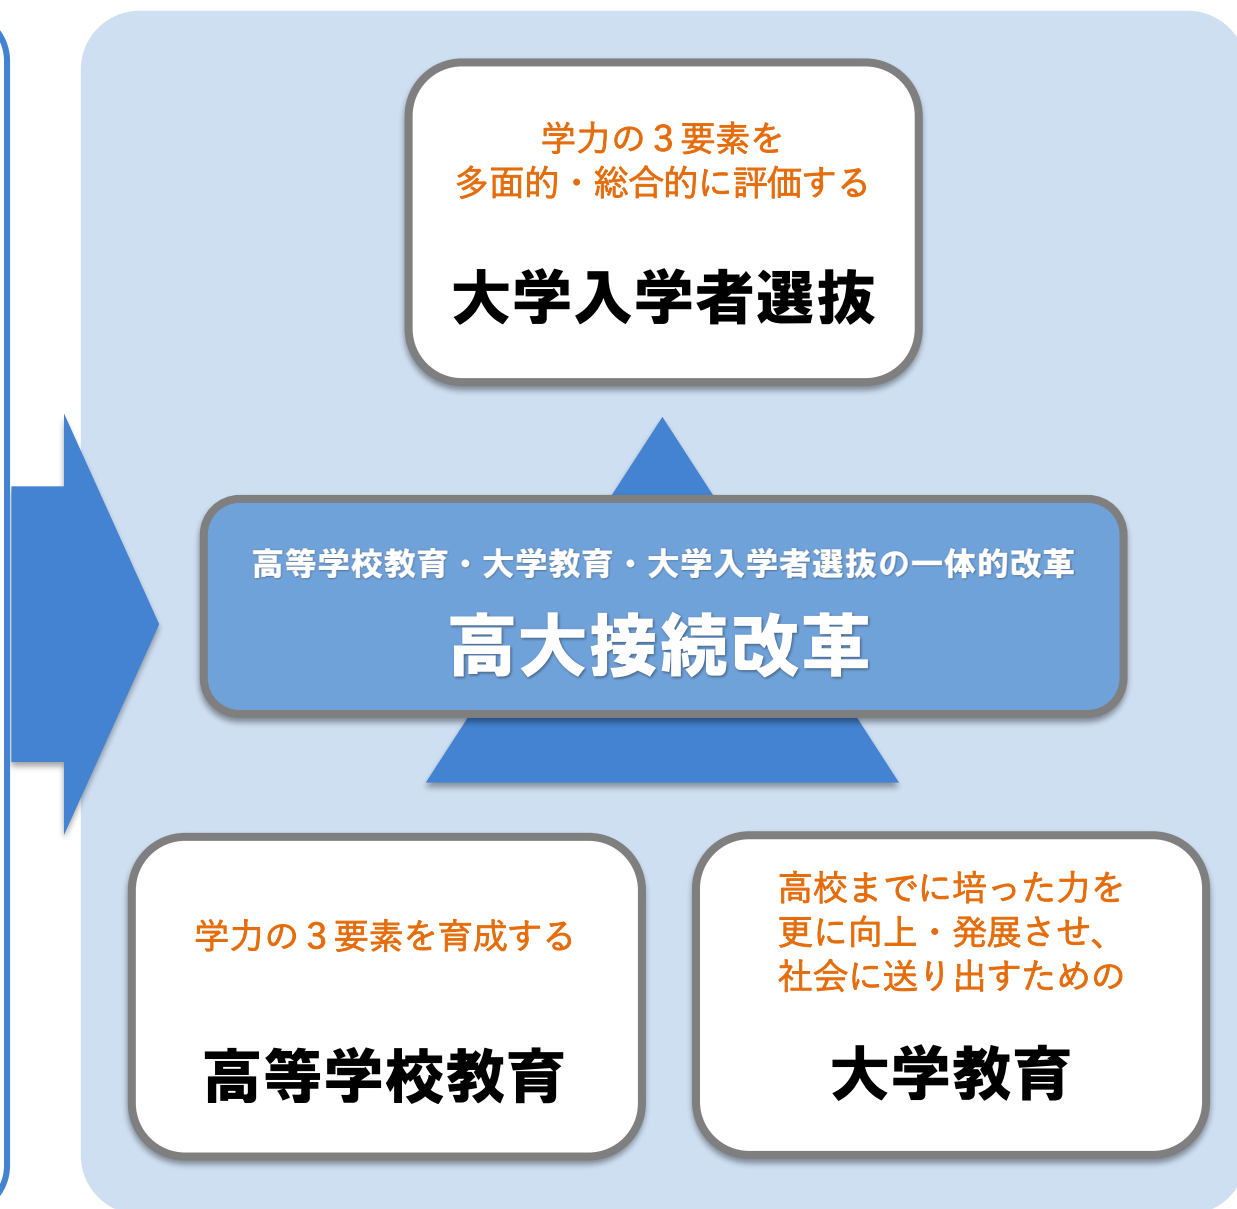 学力の３要素を
多面的・総合的に評価する
大学入学者選抜
高等学校教育・大学教育・大学入学者選抜の一体的改革
高大接続改革
学力の３要素を育成する
高等学校教育
高校までに培った力を
更に向上・発展させ、
社会に送り出すための
大学教育